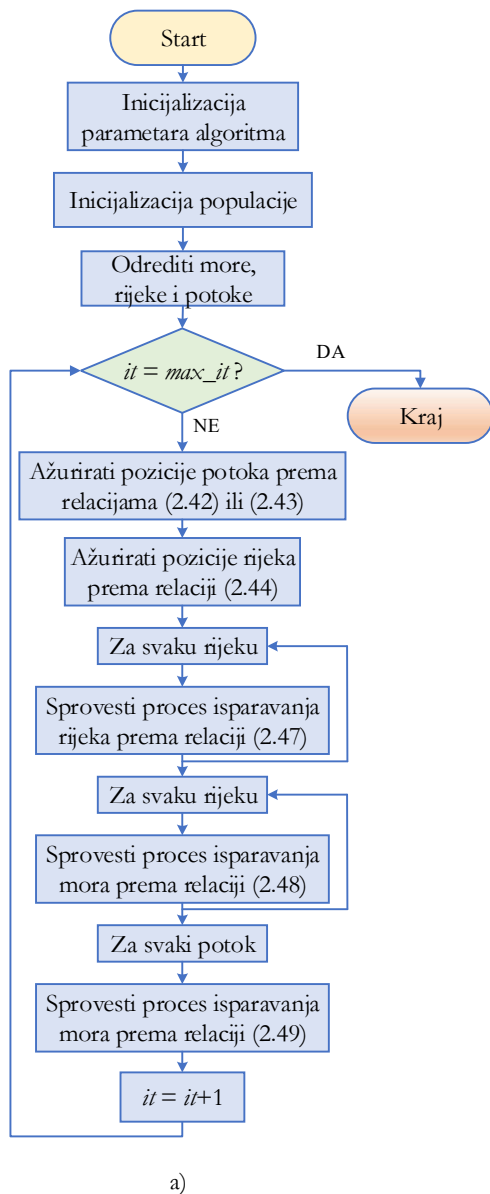 Start
Inicijalizacija
parametara algoritma
Inicijalizacija populacije
Odrediti more,
rijeke i potoke
it = max_it ?
DA
Kraj
NE
Ažurirati pozicije potoka prema
relacijama (2.42) ili (2.43)
Ažurirati pozicije rijeka
prema relaciji (2.44)
Za svaku rijeku
Sprovesti proces isparavanja
rijeka prema relaciji (2.47)
Za svaku rijeku
Sprovesti proces isparavanja
mora prema relaciji (2.48)
Za svaki potok
Sprovesti proces isparavanja
mora prema relaciji (2.49)
it = it+1
a)